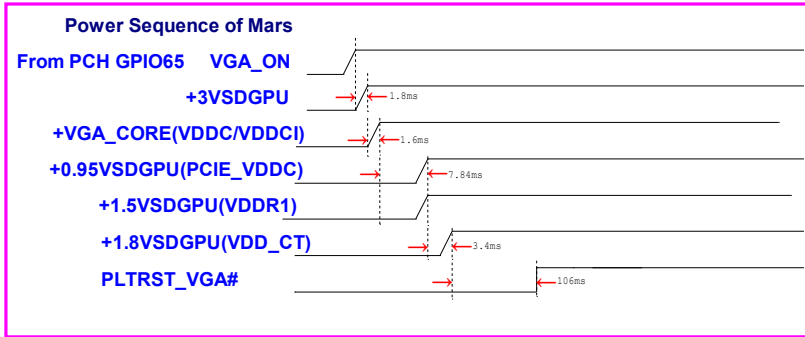 Power Sequence of Mars
From PCH GPIO65 VGA_ON
+3VSDGPU
1.8ms
+VGA_CORE(VDDC/VDDCI)
1.6ms
+0.95VSDGPU(PCIE_VDDC)
7.84ms
+1.5VSDGPU(VDDR1)
+1.8VSDGPU(VDD_CT)
3.4ms
PLTRST_VGA#
106ms